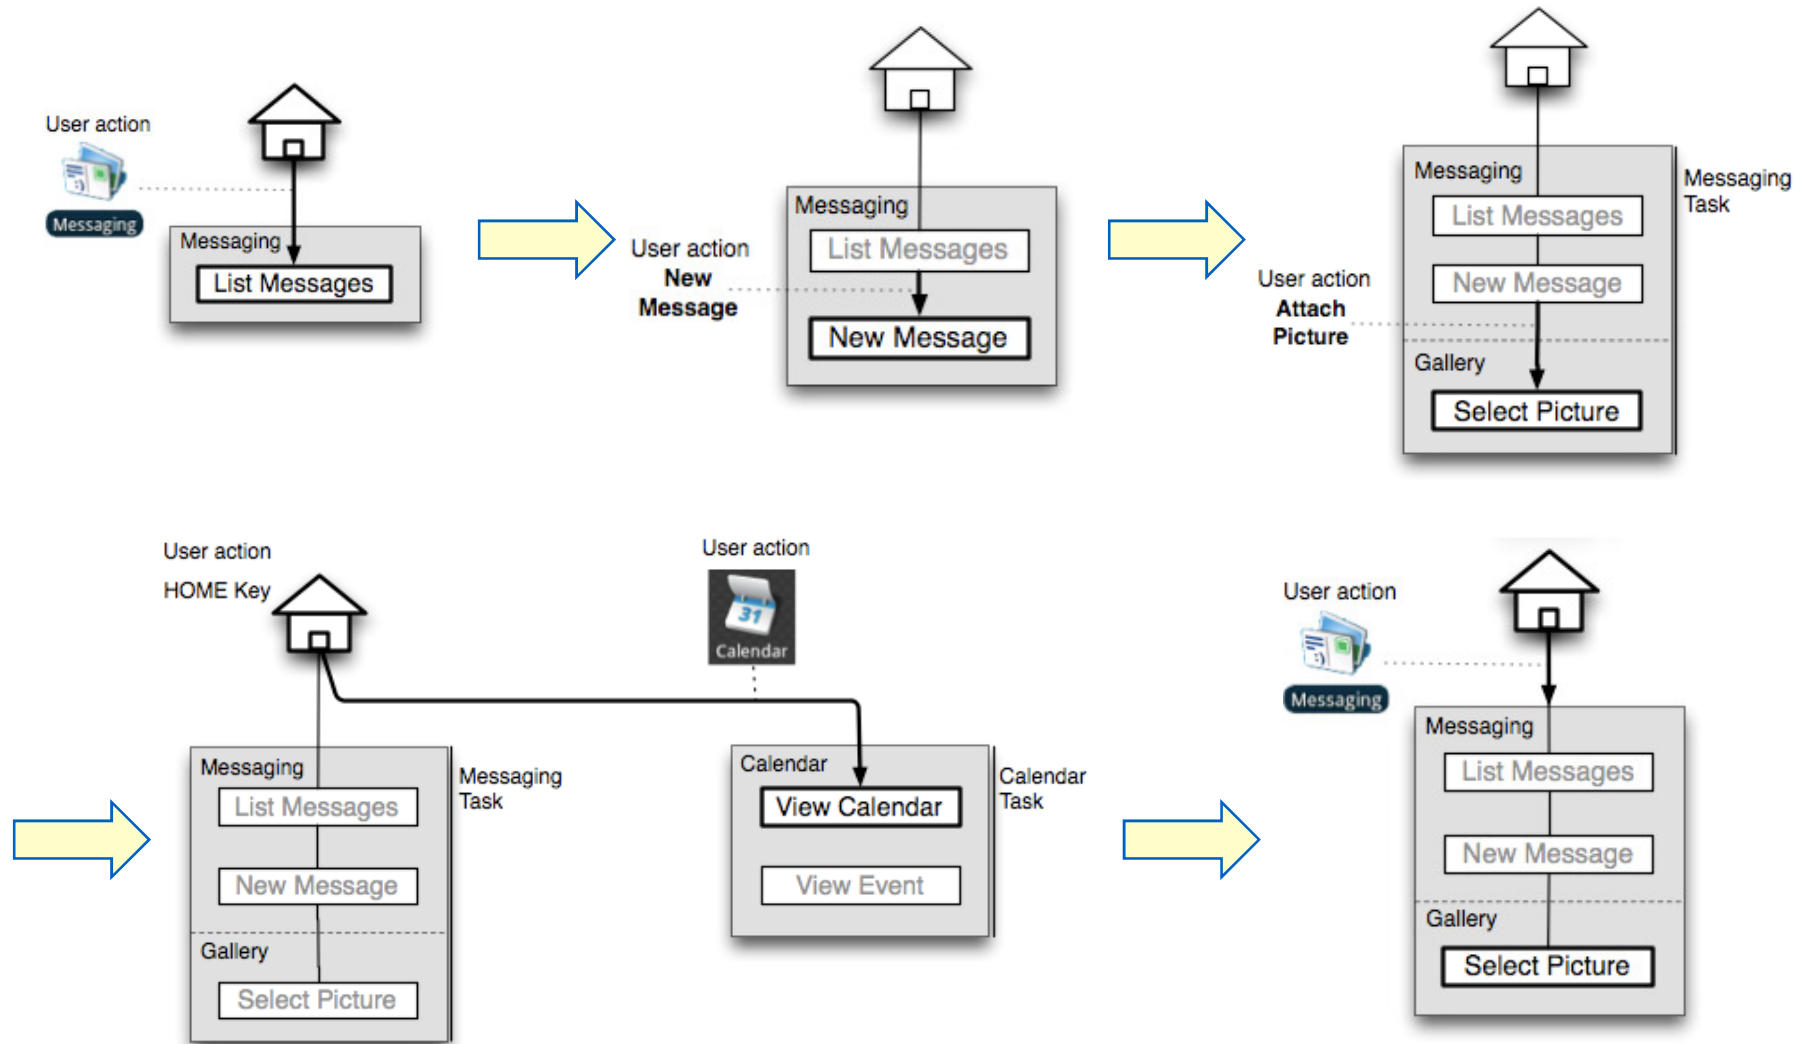 User action
Messaging
Messaging
List Messages
Messaging
List Messages
User action
New
Message
New Message
Messaging
List Messages
New Message
User action
Attach
Picture
Gallery
Select Picture
Messaging
Task
User action
HOME Key
Messaging
List Messages
New Message
Gallery
Select Picture
Messaging
Task
User action
31
Calendar
Calendar
View Calendar
View Event
Calendar
Task
User action
Messaging
Messaging
List Messages
New Message
Gallery
Select Picture